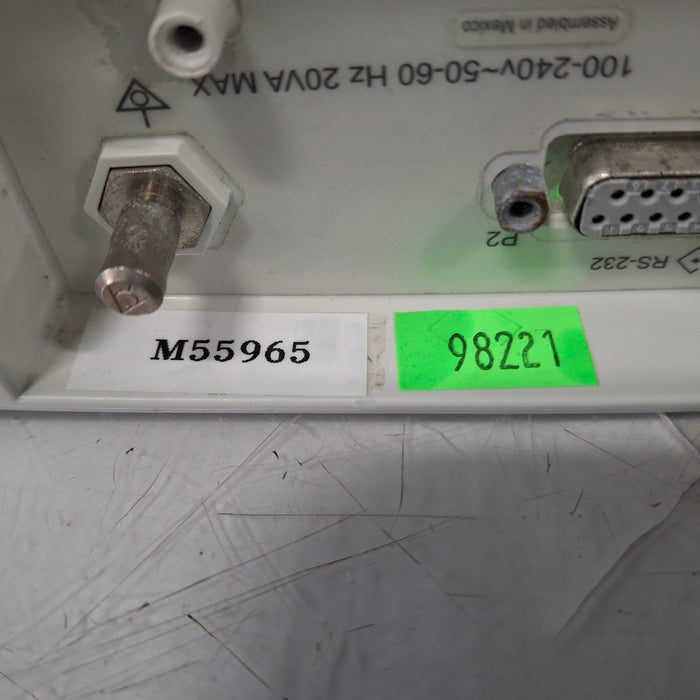 Assembled in Mexico
100-240v~50-60 Hz 20VA MAX
P2
RS-232
M55965
98221